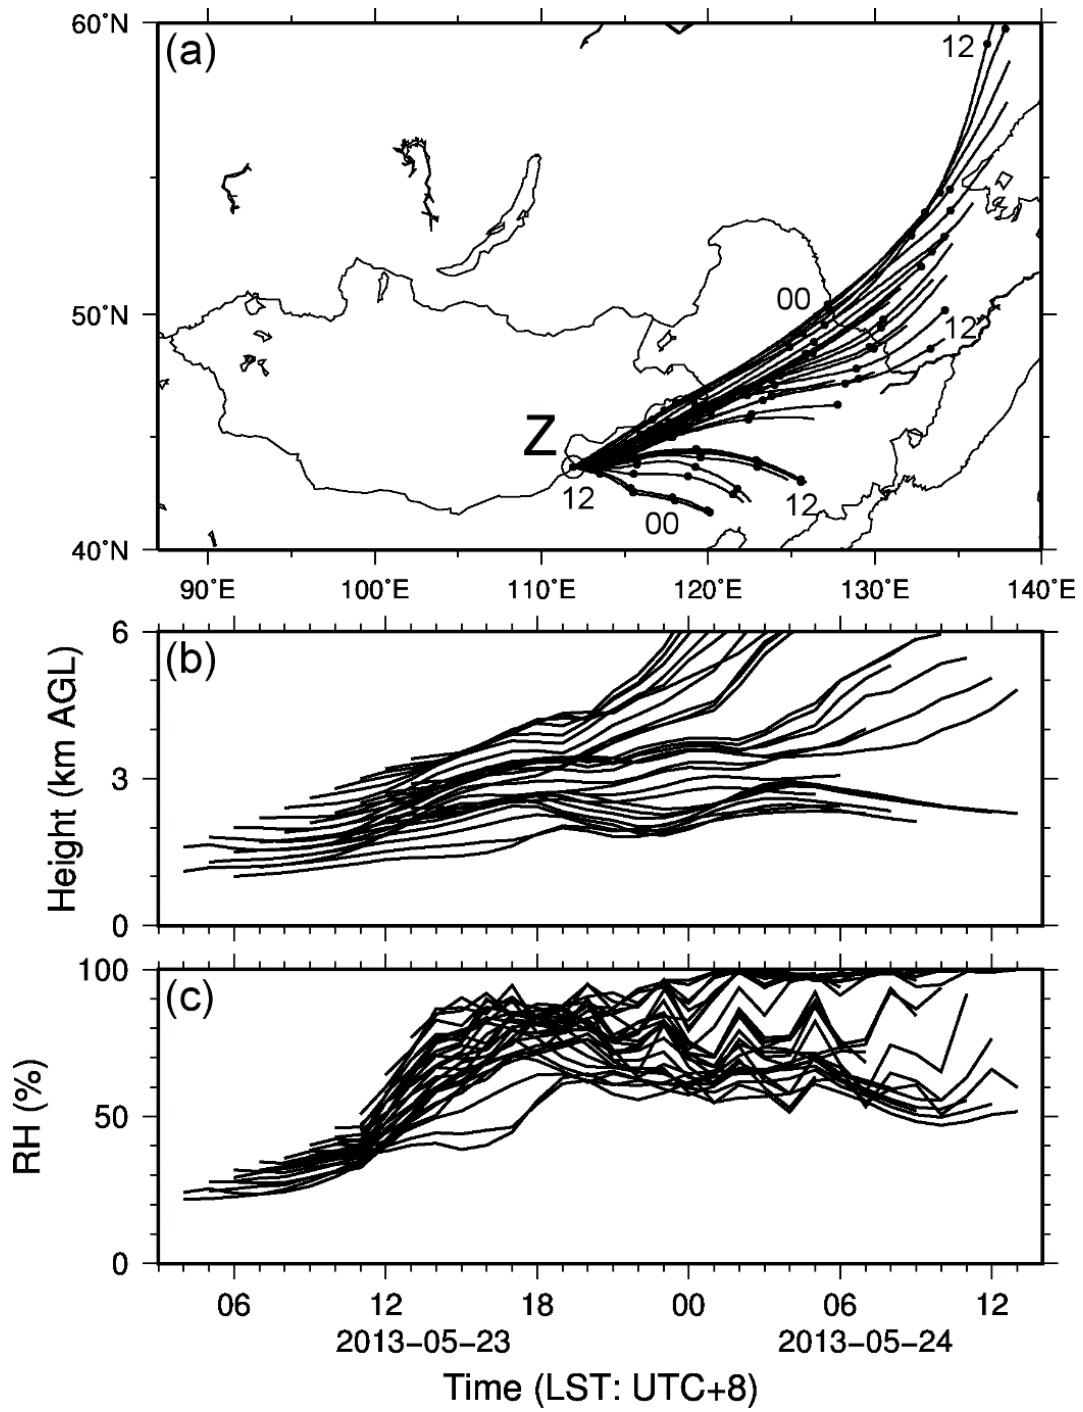 60°N
(a)
12
50°N
00
12
Z
12
12
00
40°N
90°E 100°E 110°E 120°E 130°E 140°E
6
(b)
3
0
Height (km AGL)
100
(c)
50
0
RH (%)
06 12 18 00 06 12
2013-05-23 2013-05-24
Time (LST: UTC+8)